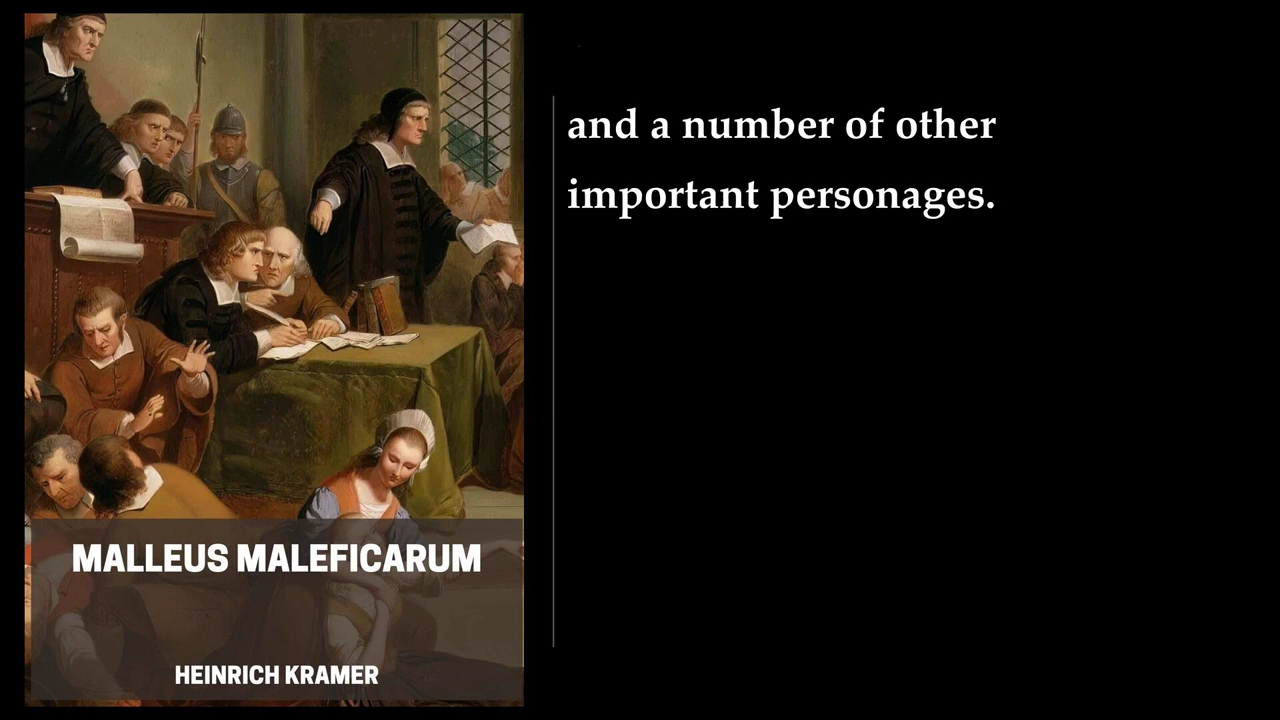 and a number of other
important personages.
MALLEUS MALEFICARUM
HEINRICH KRAMER